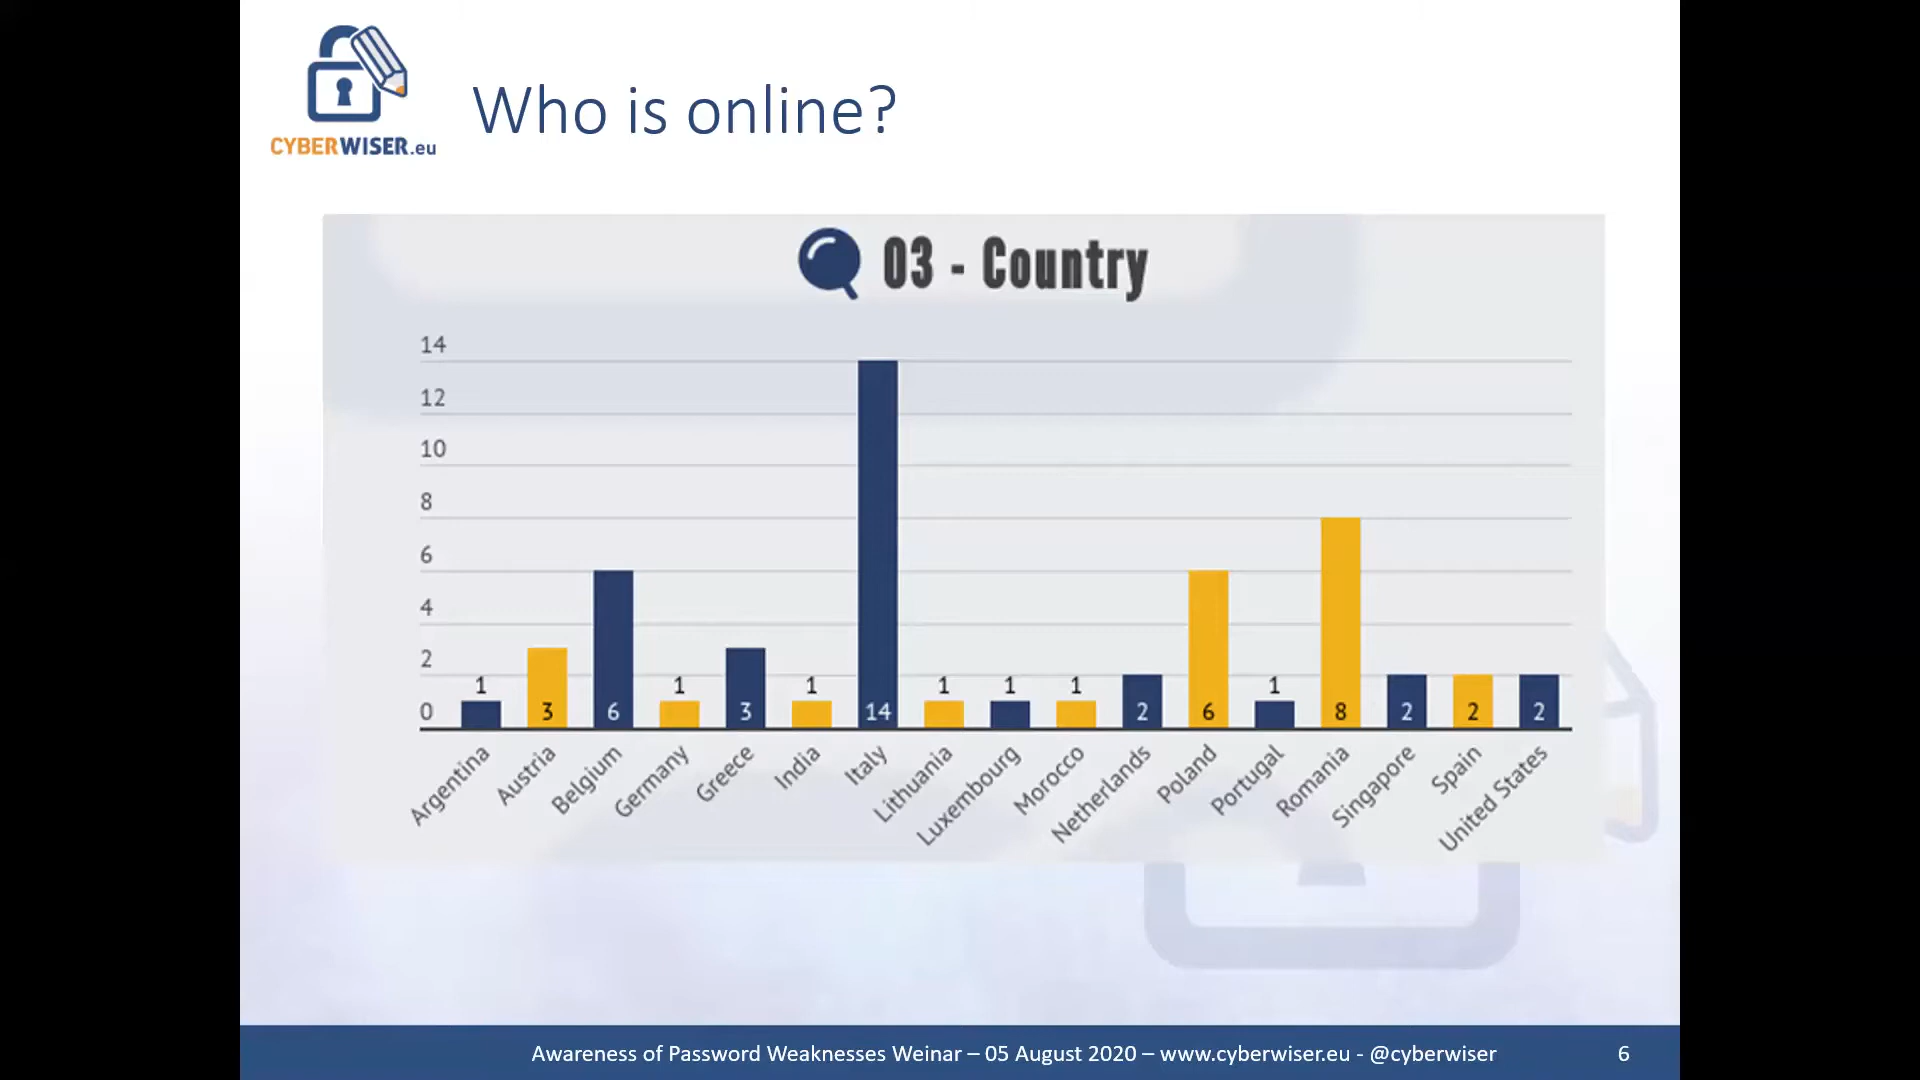 CYBERWISER.eu
Who is online?
03 - Country
14
12
10
8
6
4
2
0
1 3 6 1 3 1 14 1 1 1 2 6 1 8 2 2 2
Argentina Austria Belgium Germany Greece India Italy Lithuania Luxembourg Morocco Netherlands Poland Portugal Romania Singapore Spain United States
Awareness of Password Weaknesses Weinar – 05 August 2020 – www.cyberwiser.eu - @cyberwiser 6